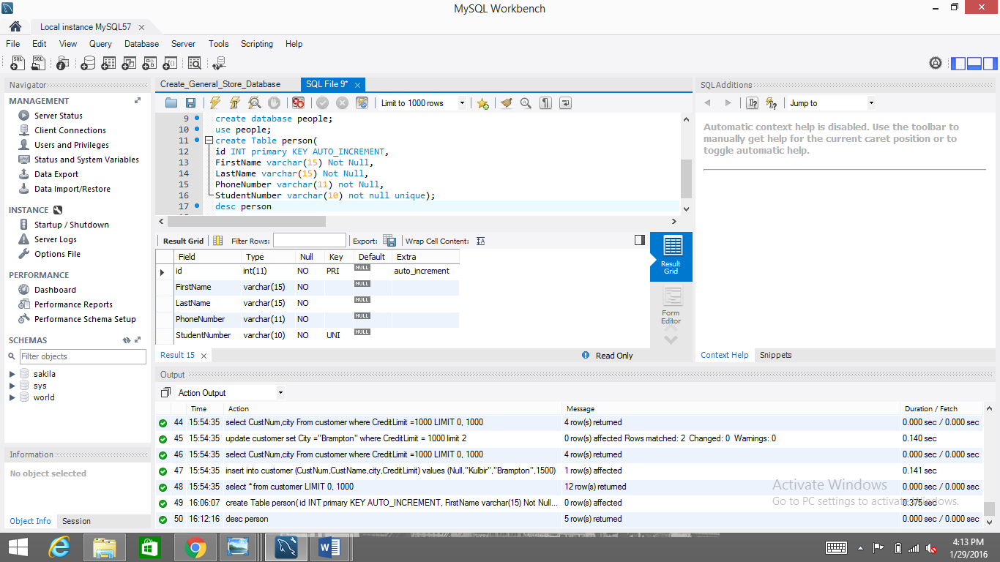 MySQL Workbench
Local instance MySQL57
File Edit View Query Database Server Tools Scripting Help
Navigator
MANAGEMENT
Server Status
Client Connections
Users and Privileges
Status and System Variables
Data Export
Data Import/Restore
INSTANCE
Startup / Shutdown
Server Logs
Options File
PERFORMANCE
Dashboard
Performance Reports
Performance Schema Setup
SCHEMAS
Filter objects
sakila
sys
world
Information
No object selected
Object Info Session
Create_General_Store_Database SQL File 9*
Limit to 1000 rows
9 create database people;
10 use people;
11 create Table person(
12 id INT primary KEY AUTO_INCREMENT,
13 FirstName varchar(15) Not Null,
14 LastName varchar(15) Not Null,
15 PhoneNumber varchar(11) not Null,
16 StudentNumber varchar(10) not null unique);
17 desc person
Result Grid Filter Rows: Export: Wrap Cell Content:
Field Type Null Key Default Extra
id int(11) NO PRI NULL auto_increment
FirstName varchar(15) NO NULL
LastName varchar(15) NO NULL
PhoneNumber varchar(11) NO NULL
StudentNumber varchar(10) NO UNI NULL
Result Grid
Form Editor
Result 15
Read Only
SQL Additions
Jump to
Automatic context help is disabled. Use the toolbar to
manually get help for the current caret position or to
toggle automatic help.
Context Help Snippets
Output
Action Output
Time Action Message Duration / Fetch
44 15:54:35 select CustNum,city From customer where CreditLimit =1000 LIMIT 0, 1000 4 row(s) returned 0.000 sec / 0.000 sec
45 15:54:35 update customer set City ="Brampton" where CreditLimit = 1000 limit 2 0 row(s) affected Rows matched: 2 Changed: 0 Warnings: 0 0.140 sec
46 15:54:35 select CustNum,city From customer where CreditLimit =1000 LIMIT 0, 1000 4 row(s) returned 0.000 sec / 0.000 sec
47 15:54:35 insert into customer (CustNum,CustName,city,CreditLimit) values (Null,"Kulbir","Brampton",1500) 1 row(s) affected 0.141 sec
48 15:54:35 select * from customer LIMIT 0, 1000 12 row(s) returned 0.000 sec / 0.000 sec
49 16:06:07 create Table person( id INT primary KEY AUTO_INCREMENT, FirstName varchar(15) Not Null... 0 row(s) affected 0.375 sec
50 16:12:16 desc person 5 row(s) returned 0.000 sec / 0.000 sec
Activate Windows
Go to PC settings to activate Windows.
4:13 PM
1/29/2016